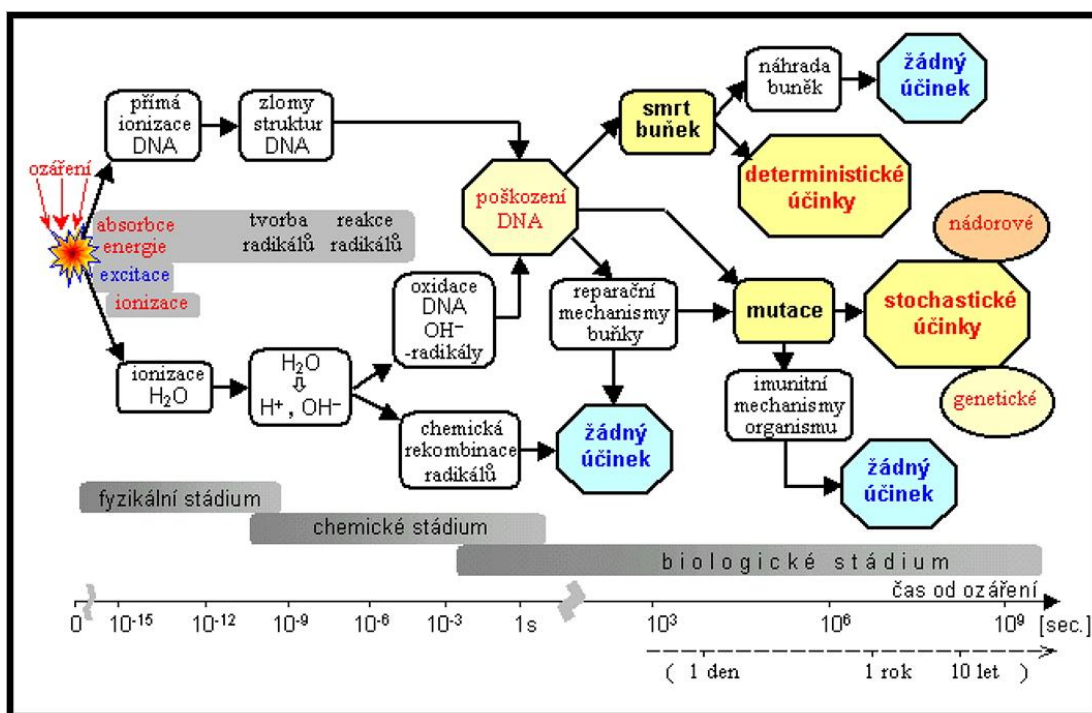 ozáření
přímá
ionizace
DNA
zlomy
struktur
DNA
absorbce
energie
tvorba
radikálů
reakce
radikálů
excitace
ionizace
ionizace
H₂O
H₂O
⇩
H⁺ , OH⁻
oxidace
DNA
OH⁻
-radikály
chemická
rekombinace
radikálů
žádný
účinek
poškození
DNA
smrt
buňek
náhrada
buněk
žádný
účinek
deterministické
účinky
reparační
mechanismy
buňky
mutace
stochastické
účinky
nádorové
genetické
imunitní
mechanismy
organismu
žádný
účinek
fyzikální stádium
chemické stádium
biologické stádium
čas od ozáření
0 10⁻¹⁵ 10⁻¹² 10⁻⁹ 10⁻⁶ 10⁻³ 1s 10³ 10⁶ 10⁹ [sec.]
( 1 den 1 rok 10 let )